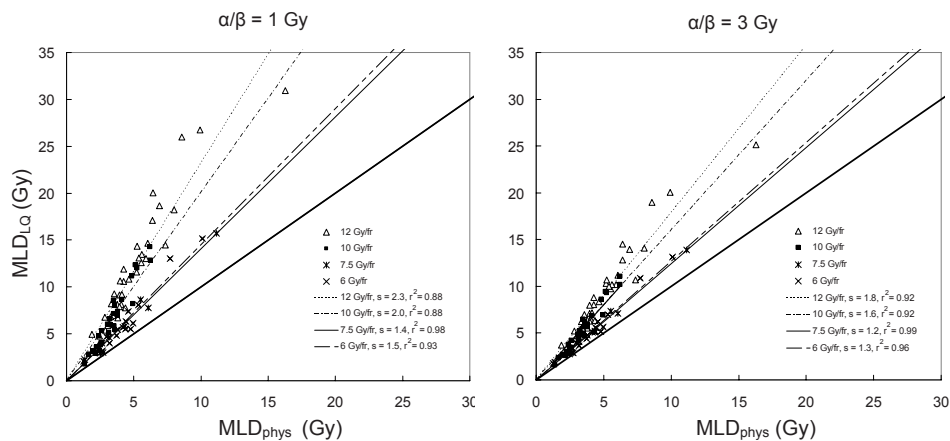 α/β = 1 Gy
35
30
25
20
15
10
5
0
MLD_LQ (Gy)
12 Gy/fr
10 Gy/fr
7.5 Gy/fr
6 Gy/fr
12 Gy/fr, s = 2.3, r² = 0.88
10 Gy/fr, s = 2.0, r² = 0.88
7.5 Gy/fr, s = 1.4, r² = 0.98
6 Gy/fr, s = 1.5, r² = 0.93
0 5 10 15 20 25 30
MLD_phys (Gy)
α/β = 3 Gy
35
30
25
20
15
10
5
0
12 Gy/fr
10 Gy/fr
7.5 Gy/fr
6 Gy/fr
12 Gy/fr, s = 1.8, r² = 0.92
10 Gy/fr, s = 1.6, r² = 0.92
7.5 Gy/fr, s = 1.2, r² = 0.99
6 Gy/fr, s = 1.3, r² = 0.96
0 5 10 15 20 25 30
MLD_phys (Gy)